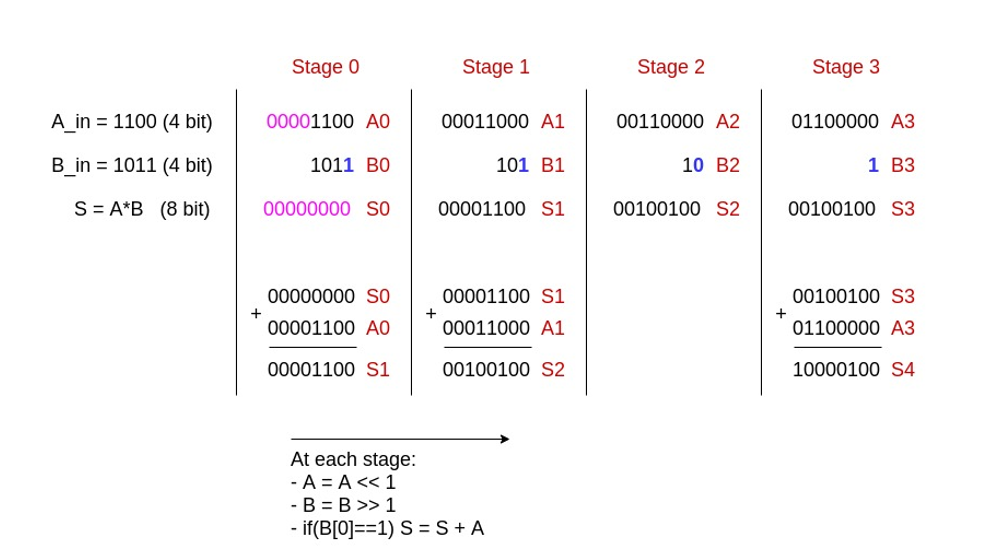 Stage 0 Stage 1 Stage 2 Stage 3
A_in = 1100 (4 bit) 00001100 A0 00011000 A1 00110000 A2 01100000 A3
B_in = 1011 (4 bit) 1011 B0 101 B1 10 B2 1 B3
S = A*B (8 bit) 00000000 S0 00001100 S1 00100100 S2 00100100 S3
00000000 S0 00001100 S1 00100100 S3
+ + +
00001100 A0 00011000 A1 01100000 A3
00001100 S1 00100100 S2 10000100 S4
At each stage:
- A = A << 1
- B = B >> 1
- if(B[0]==1) S = S + A